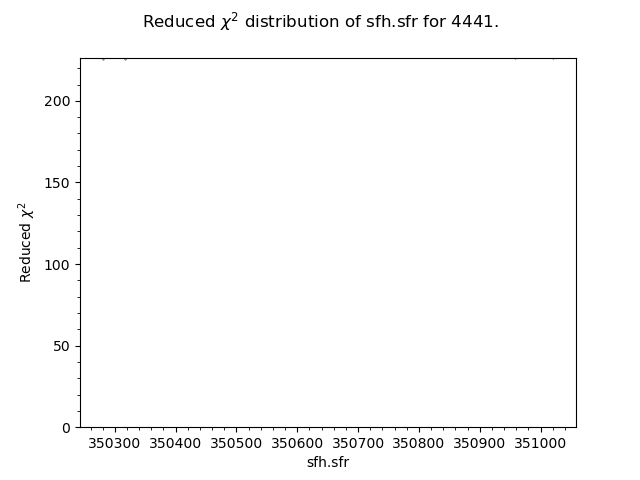 Reduced χ² distribution of sfh.sfr for 4441.
200
150
100
50
0
Reduced χ²
350300 350400 350500 350600 350700 350800 350900 351000
sfh.sfr